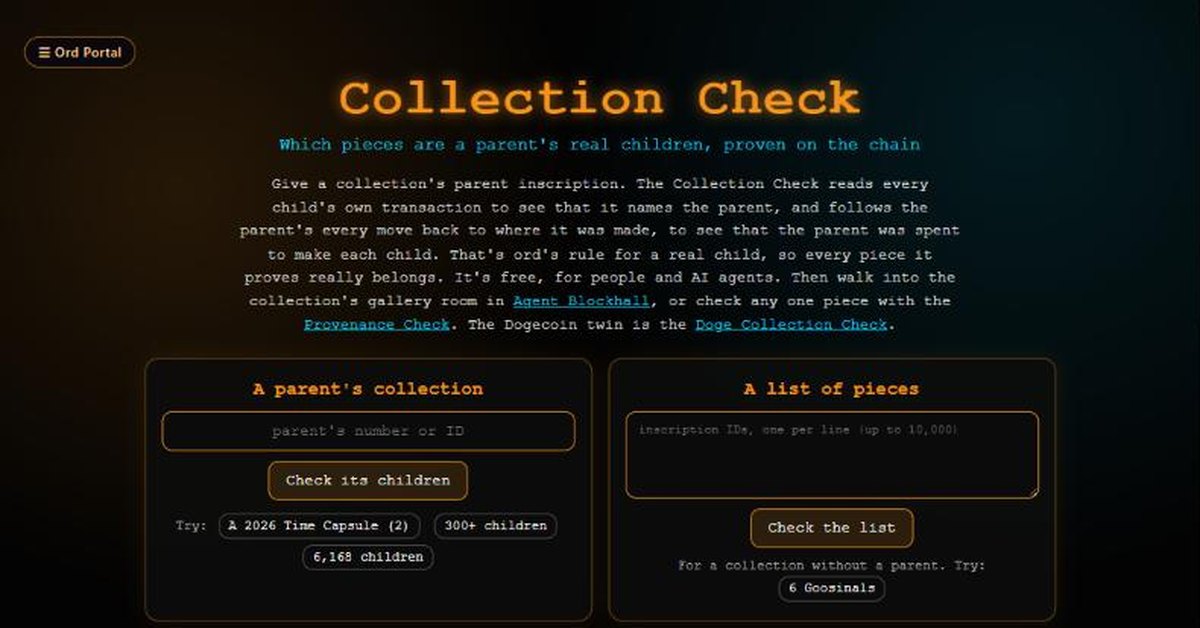 ☰ Ord Portal
Collection Check
Which pieces are a parent's real children, proven on the chain
Give a collection's parent inscription. The Collection Check reads every
child's own transaction to see that it names the parent, and follows the
parent's every move back to where it was made, to see that the parent was spent
to make each child. That's ord's rule for a real child, so every piece it
proves really belongs. It's free, for people and AI agents. Then walk into the
collection's gallery room in Agent Blockhall, or check any one piece with the
Provenance Check. The Dogecoin twin is the Doge Collection Check.
A parent's collection
parent's number or ID
Check its children
Try: A 2026 Time Capsule (2) 300+ children
6,168 children
A list of pieces
inscription IDs, one per line (up to 10,000)
Check the list
For a collection without a parent. Try:
6 Goosinals